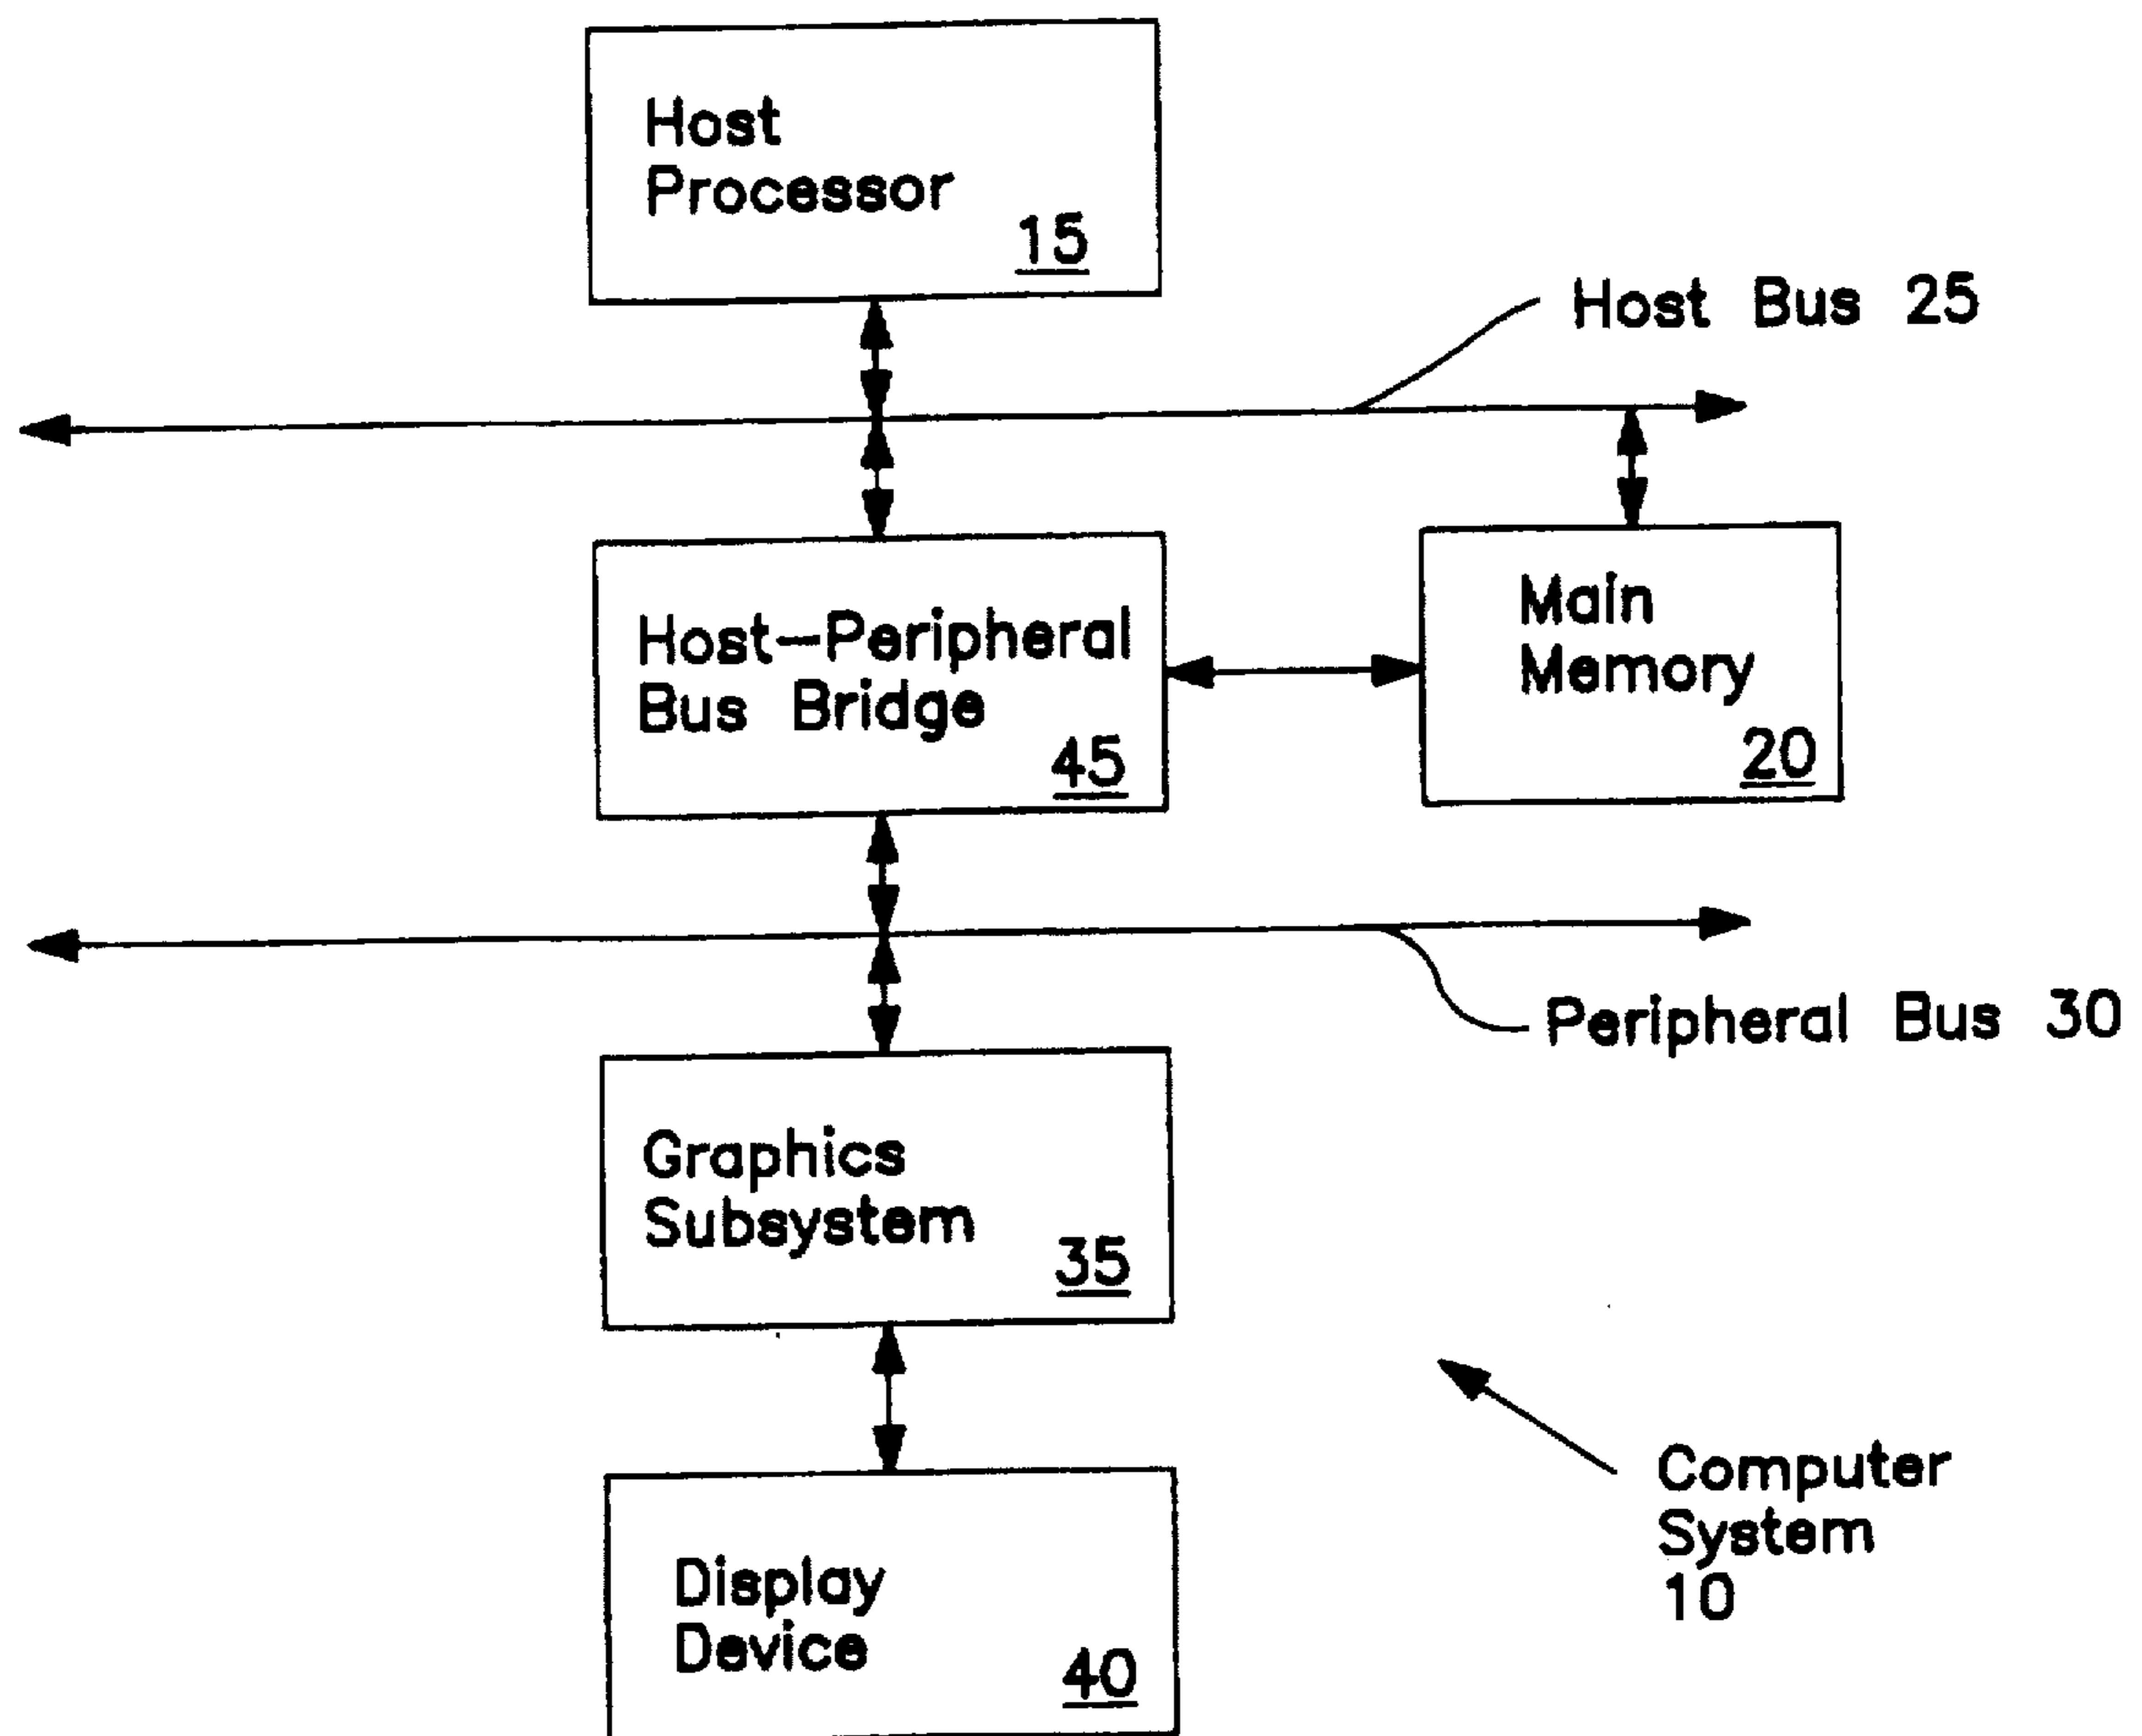 Host
Processor
15
Host Bus 25
Host-Peripheral
Bus Bridge
45
Main
Memory
20
Peripheral Bus 30
Graphics
Subsystem
35
Computer
System
10
Display
Device
40